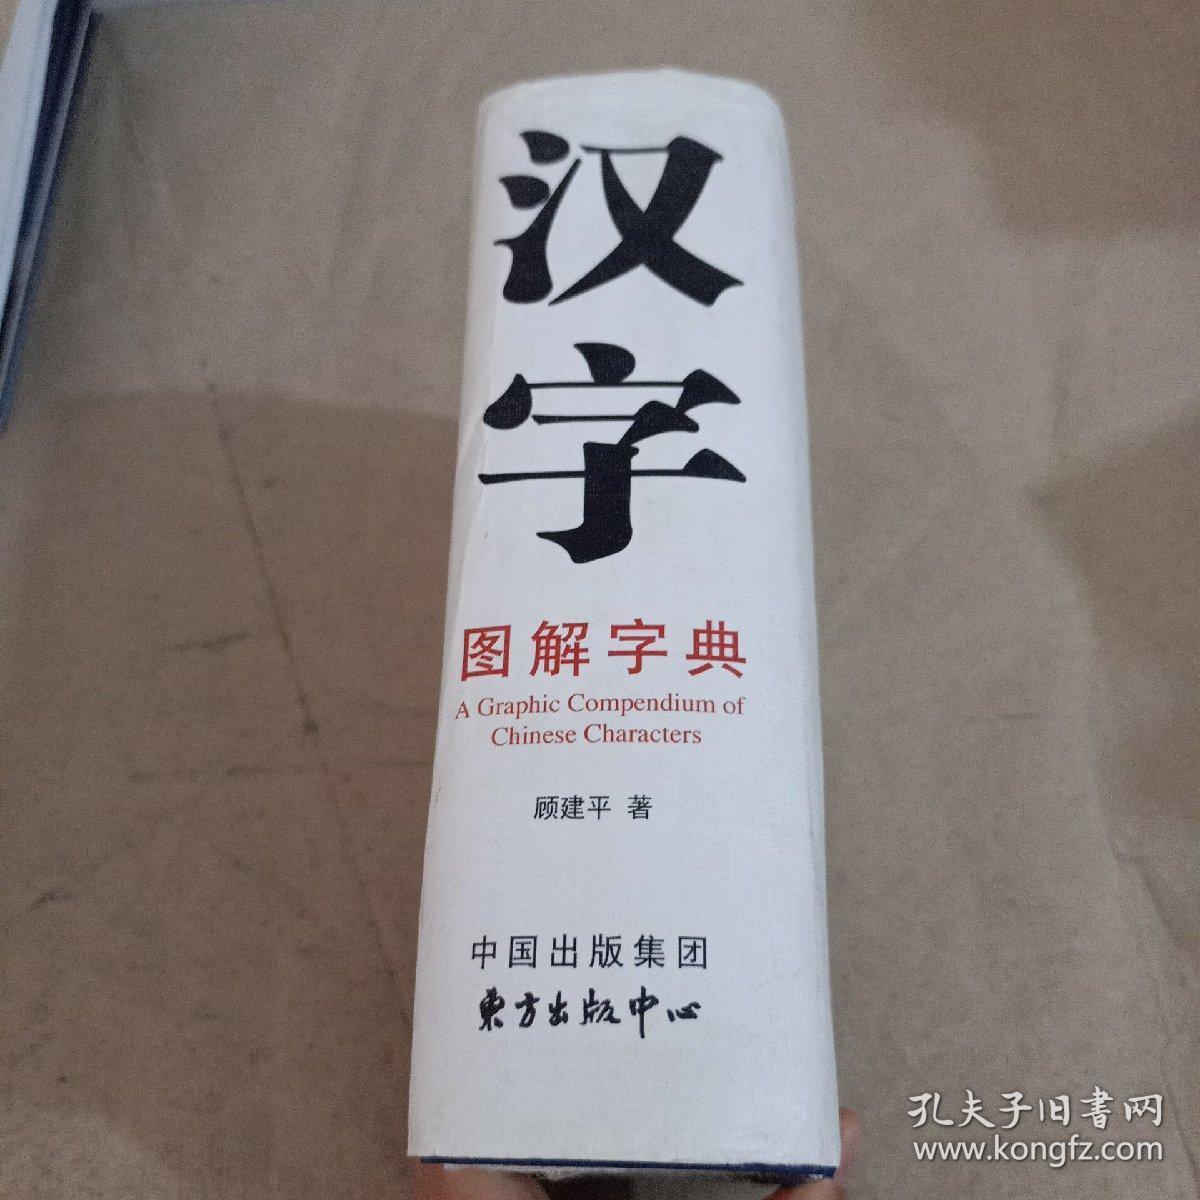 汉
字
图解字典
A Graphic Compendium of
Chinese Characters
顾建平 著
中国出版集团
東方出版中心
孔夫子旧書网
www.kongfz.com